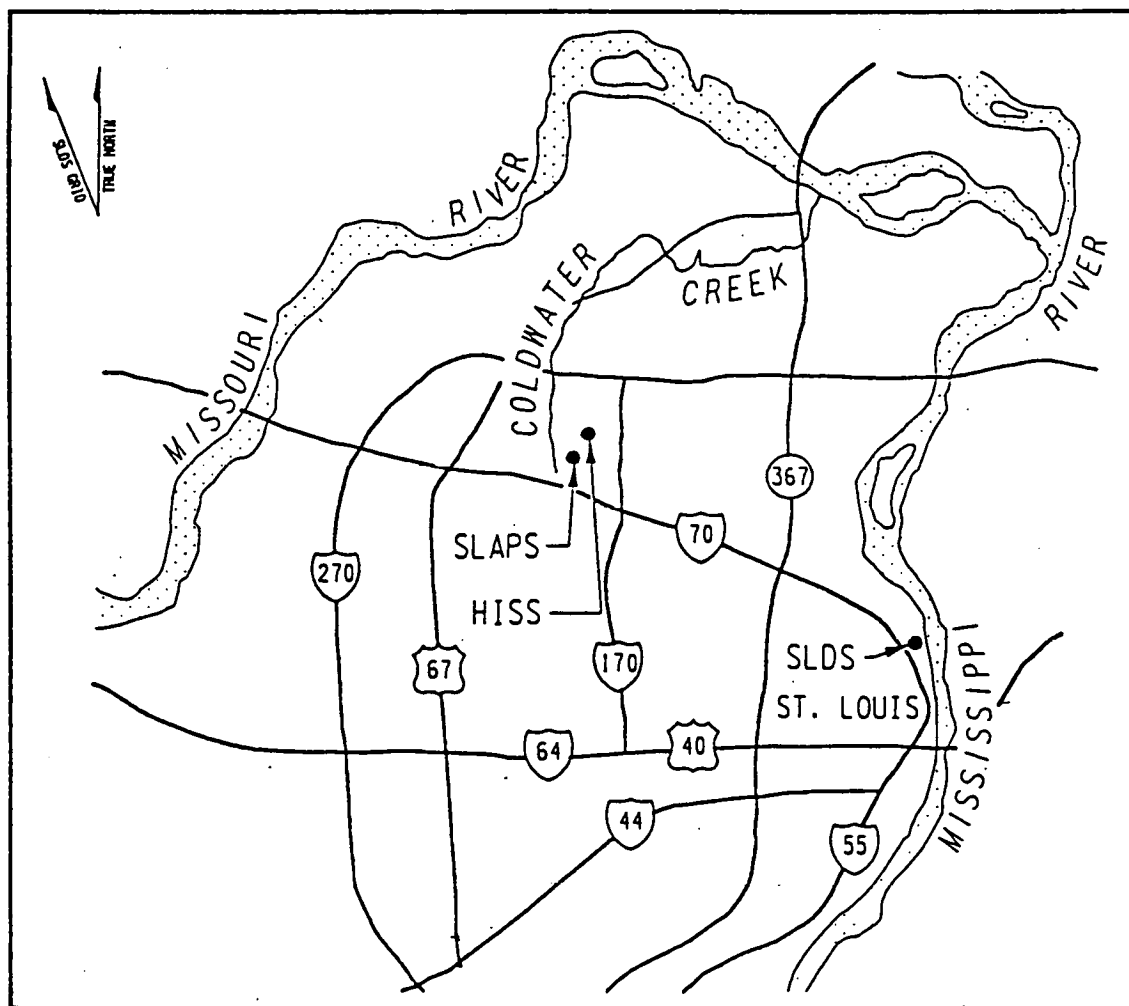 SLDS GRID
TRUE NORTH
MISSOURI
RIVER
COLDWATER
CREEK
RIVER
367
SLAPS
70
HISS
270
67
170
SLDS
ST. LOUIS
MISSISSIPPI
64
40
44
55